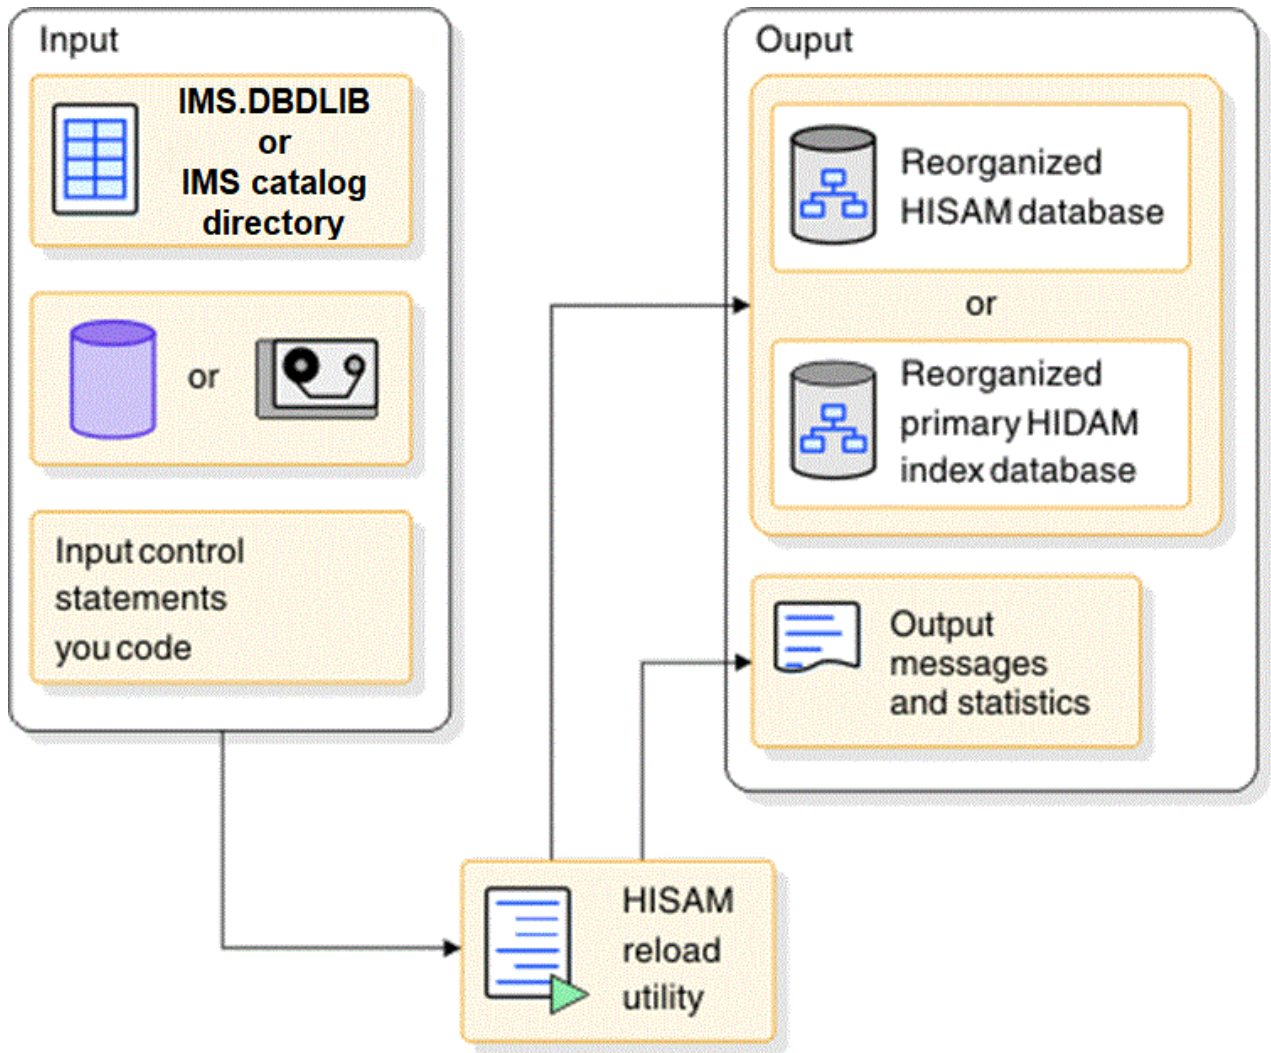 Input
IMS.DBDLIB
or
IMS catalog
directory
or
Input control
statements
you code
Ouput
Reorganized
HISAM database
or
Reorganized
primary HIDAM
index database
Output
messages
and statistics
HISAM
reload
utility